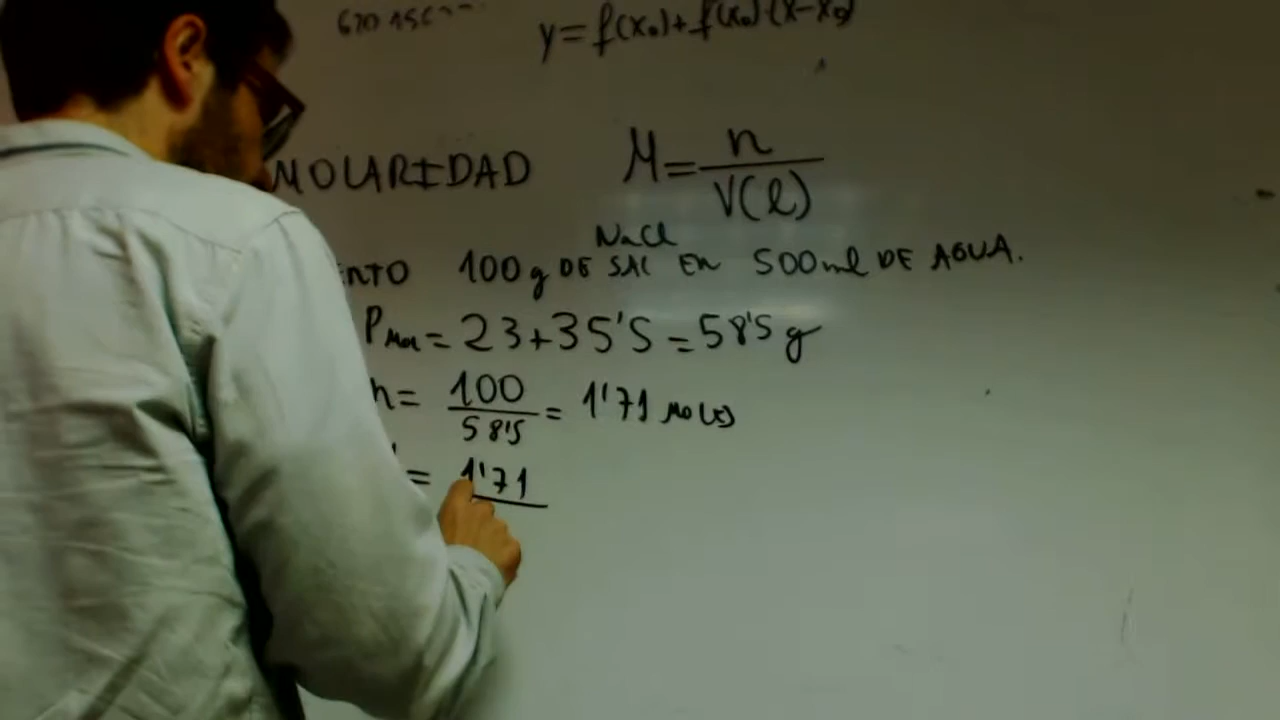 y=f(x₀)+f'(x₀)(x-x₀)
MOLARIDAD M=n/V(l)
NaCl
100g DE SAL EN 500ml DE AGUA.
PMol=23+35'5=58'5g
n=100/58'5=1'71 MOLES
=1'71